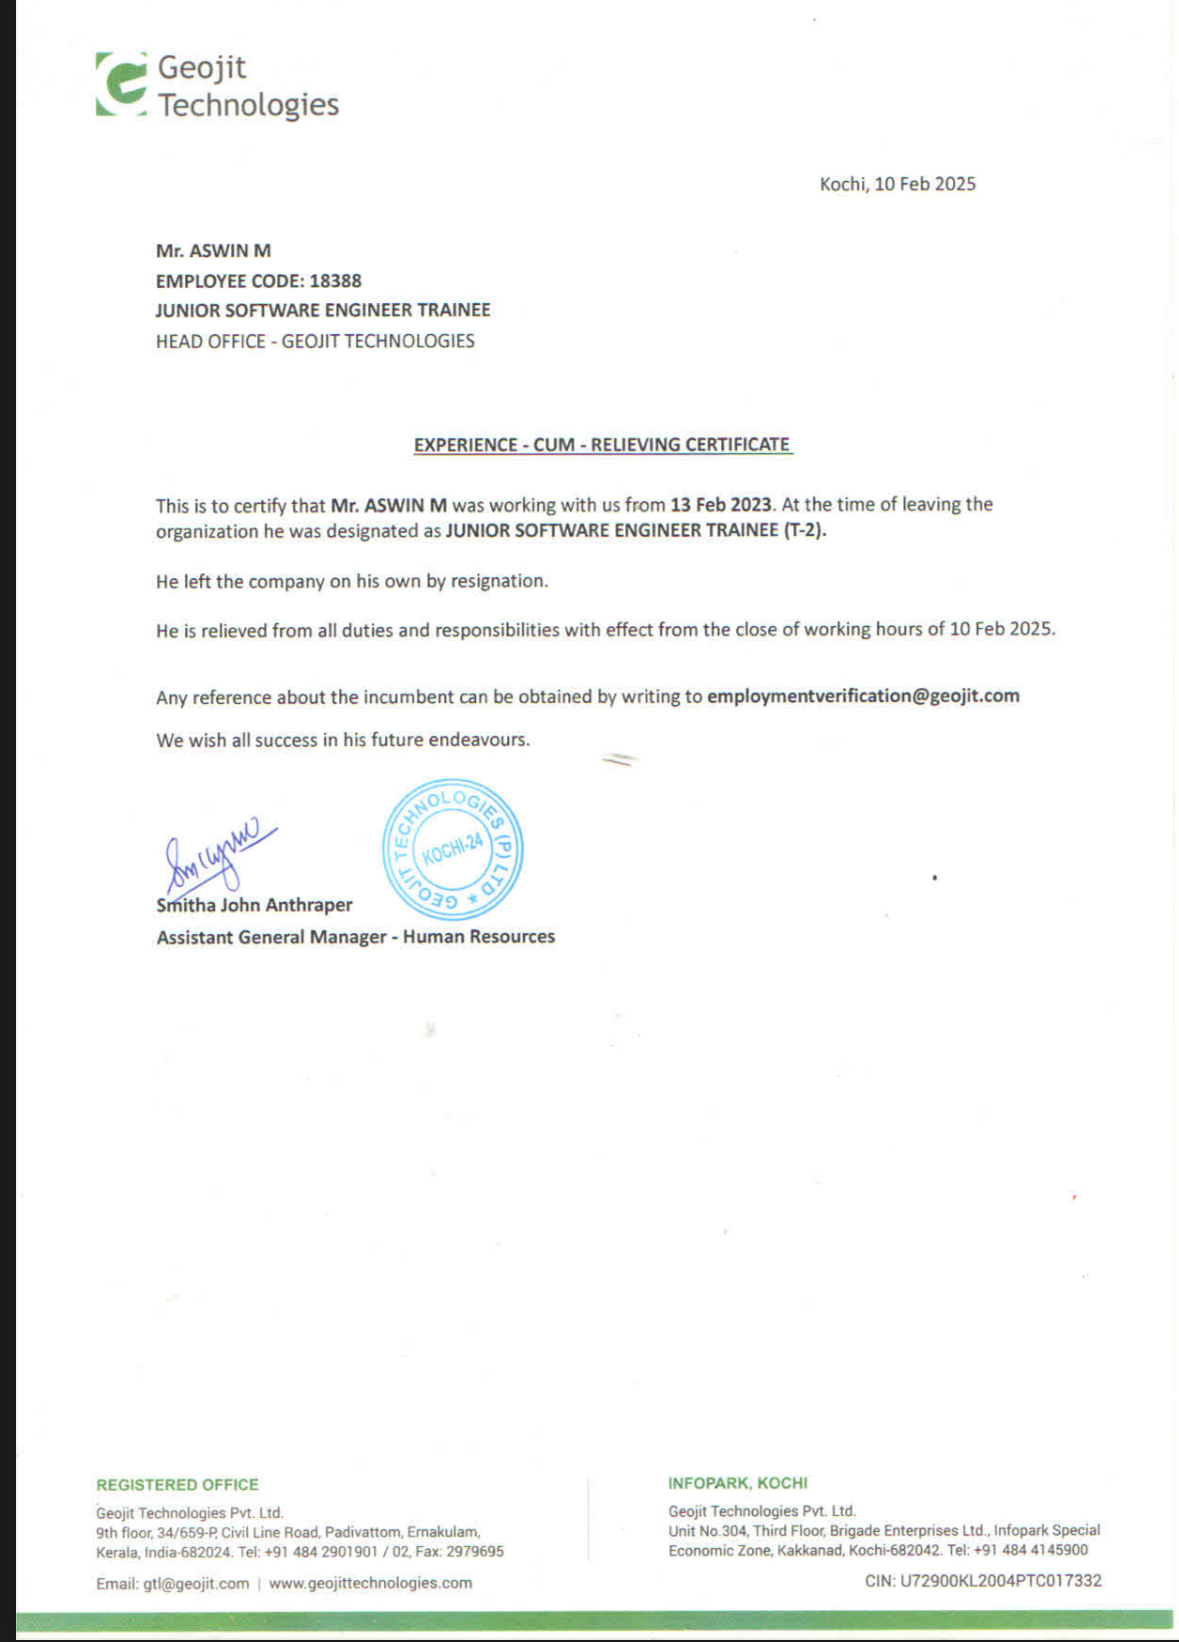 Geojit
Technologies
Kochi, 10 Feb 2025
Mr. ASWIN M
EMPLOYEE CODE: 18388
JUNIOR SOFTWARE ENGINEER TRAINEE
HEAD OFFICE - GEOJIT TECHNOLOGIES
EXPERIENCE - CUM - RELIEVING CERTIFICATE
This is to certify that Mr. ASWIN M was working with us from 13 Feb 2023. At the time of leaving the
organization he was designated as JUNIOR SOFTWARE ENGINEER TRAINEE (T-2).
He left the company on his own by resignation.
He is relieved from all duties and responsibilities with effect from the close of working hours of 10 Feb 2025.
Any reference about the incumbent can be obtained by writing to employmentverification@geojit.com
We wish all success in his future endeavours.
GEOJIT TECHNOLOGIES (P) LTD ★
KOCHI-24
Smitha John Anthraper
Assistant General Manager - Human Resources
REGISTERED OFFICE
Geojit Technologies Pvt. Ltd.
9th floor, 34/659-P, Civil Line Road, Padivattom, Ernakulam,
Kerala, India-682024. Tel: +91 484 2901901 / 02, Fax: 2979695
Email: gtl@geojit.com | www.geojittechnologies.com
INFOPARK, KOCHI
Geojit Technologies Pvt. Ltd.
Unit No.304, Third Floor, Brigade Enterprises Ltd., Infopark Special
Economic Zone, Kakkanad, Kochi-682042. Tel: +91 484 4145900
CIN: U72900KL2004PTC017332